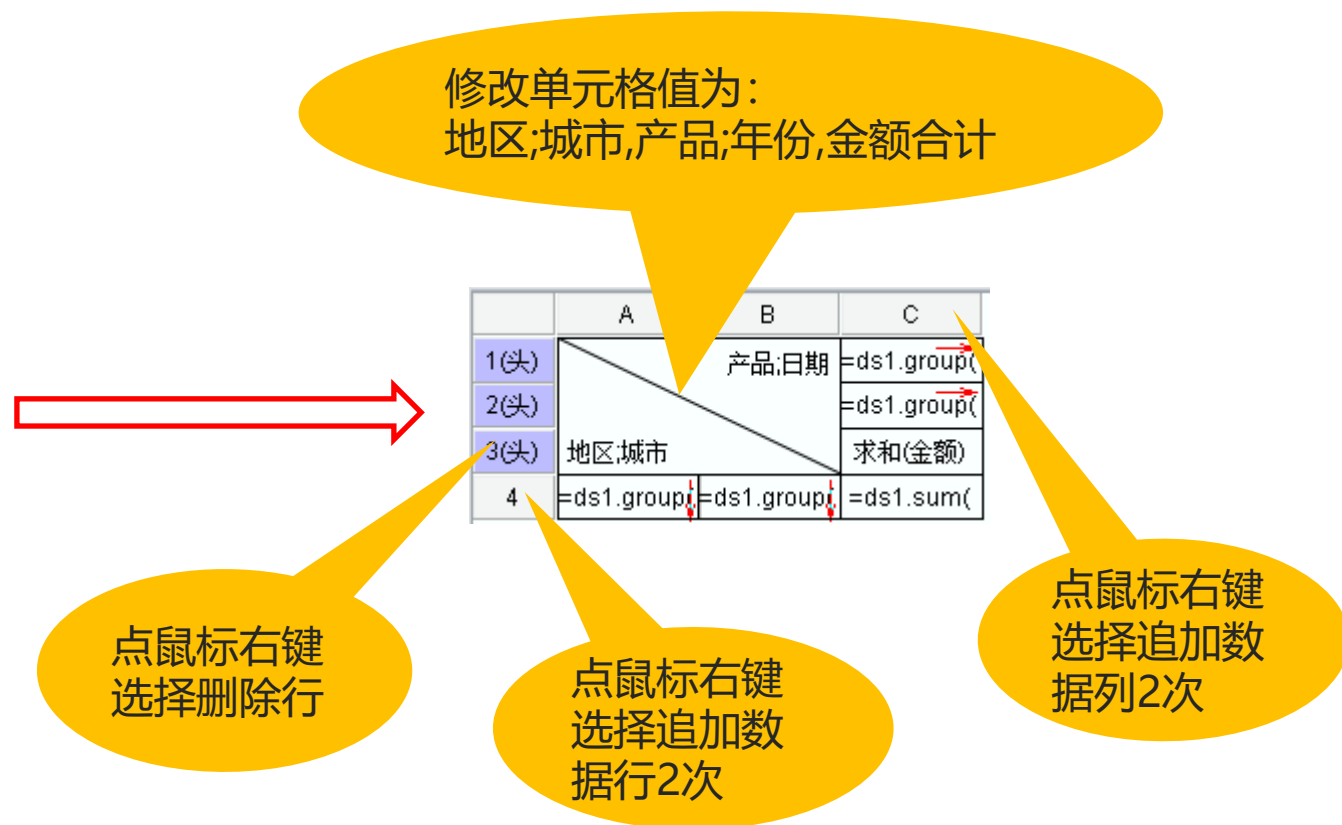 修改单元格值为：
地区;城市,产品;年份,金额合计
A B C
1(头) 产品;日期 =ds1.group(
2(头) =ds1.group(
3(头) 地区;城市 求和(金额)
4 =ds1.group( =ds1.group( =ds1.sum(
点鼠标右键
选择删除行
点鼠标右键
选择追加数
据行2次
点鼠标右键
选择追加数
据列2次